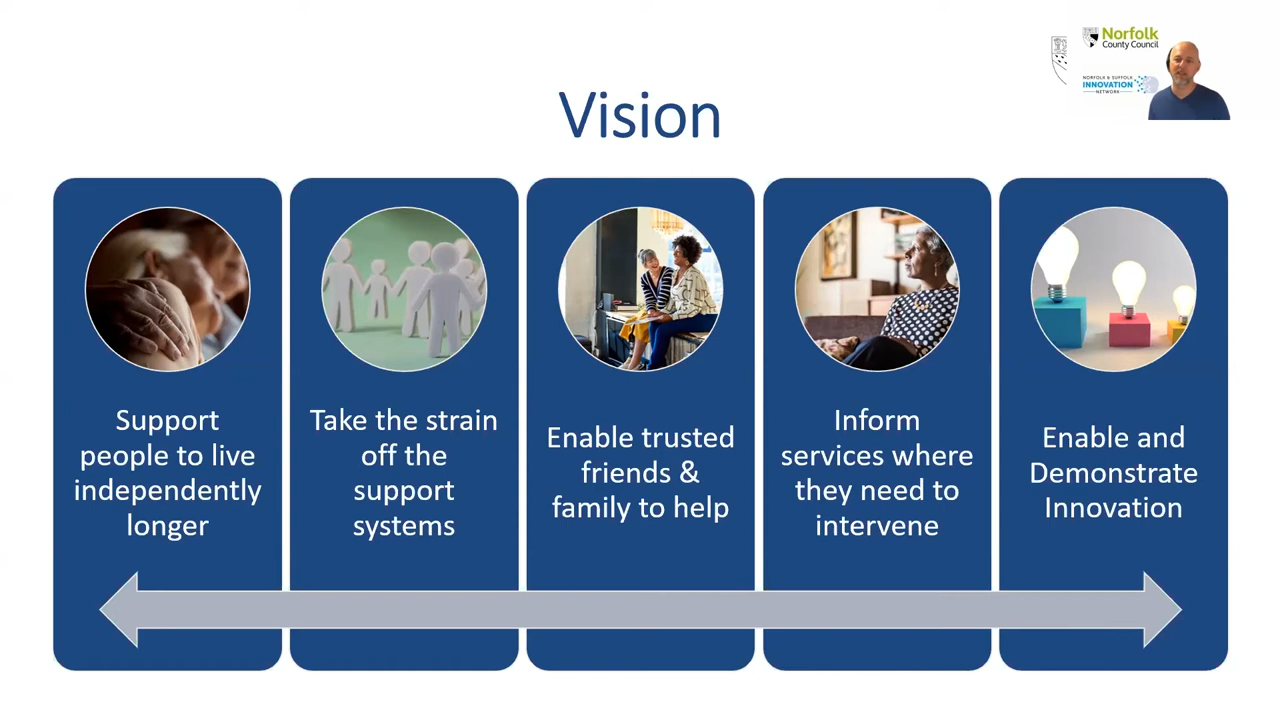 Norfolk
County Council
NORFOLK & SUFFOLK
INNOVATION
NETWORK
Vision
Support
people to live
independently
longer
Take the strain
off the
support
systems
Enable trusted
friends &
family to help
Inform
services where
they need to
intervene
Enable and
Demonstrate
Innovation